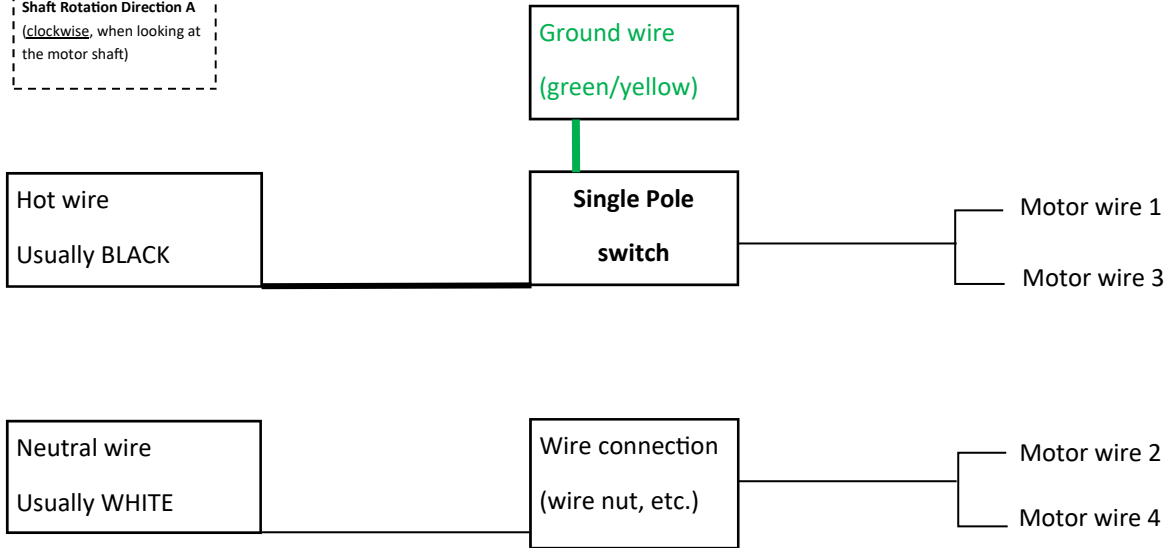 Shaft Rotation Direction A
(clockwise, when looking at
the motor shaft)
Ground wire
(green/yellow)
Hot wire
Usually BLACK
Single Pole
switch
Motor wire 1
Motor wire 3
Neutral wire
Usually WHITE
Wire connection
(wire nut, etc.)
Motor wire 2
Motor wire 4